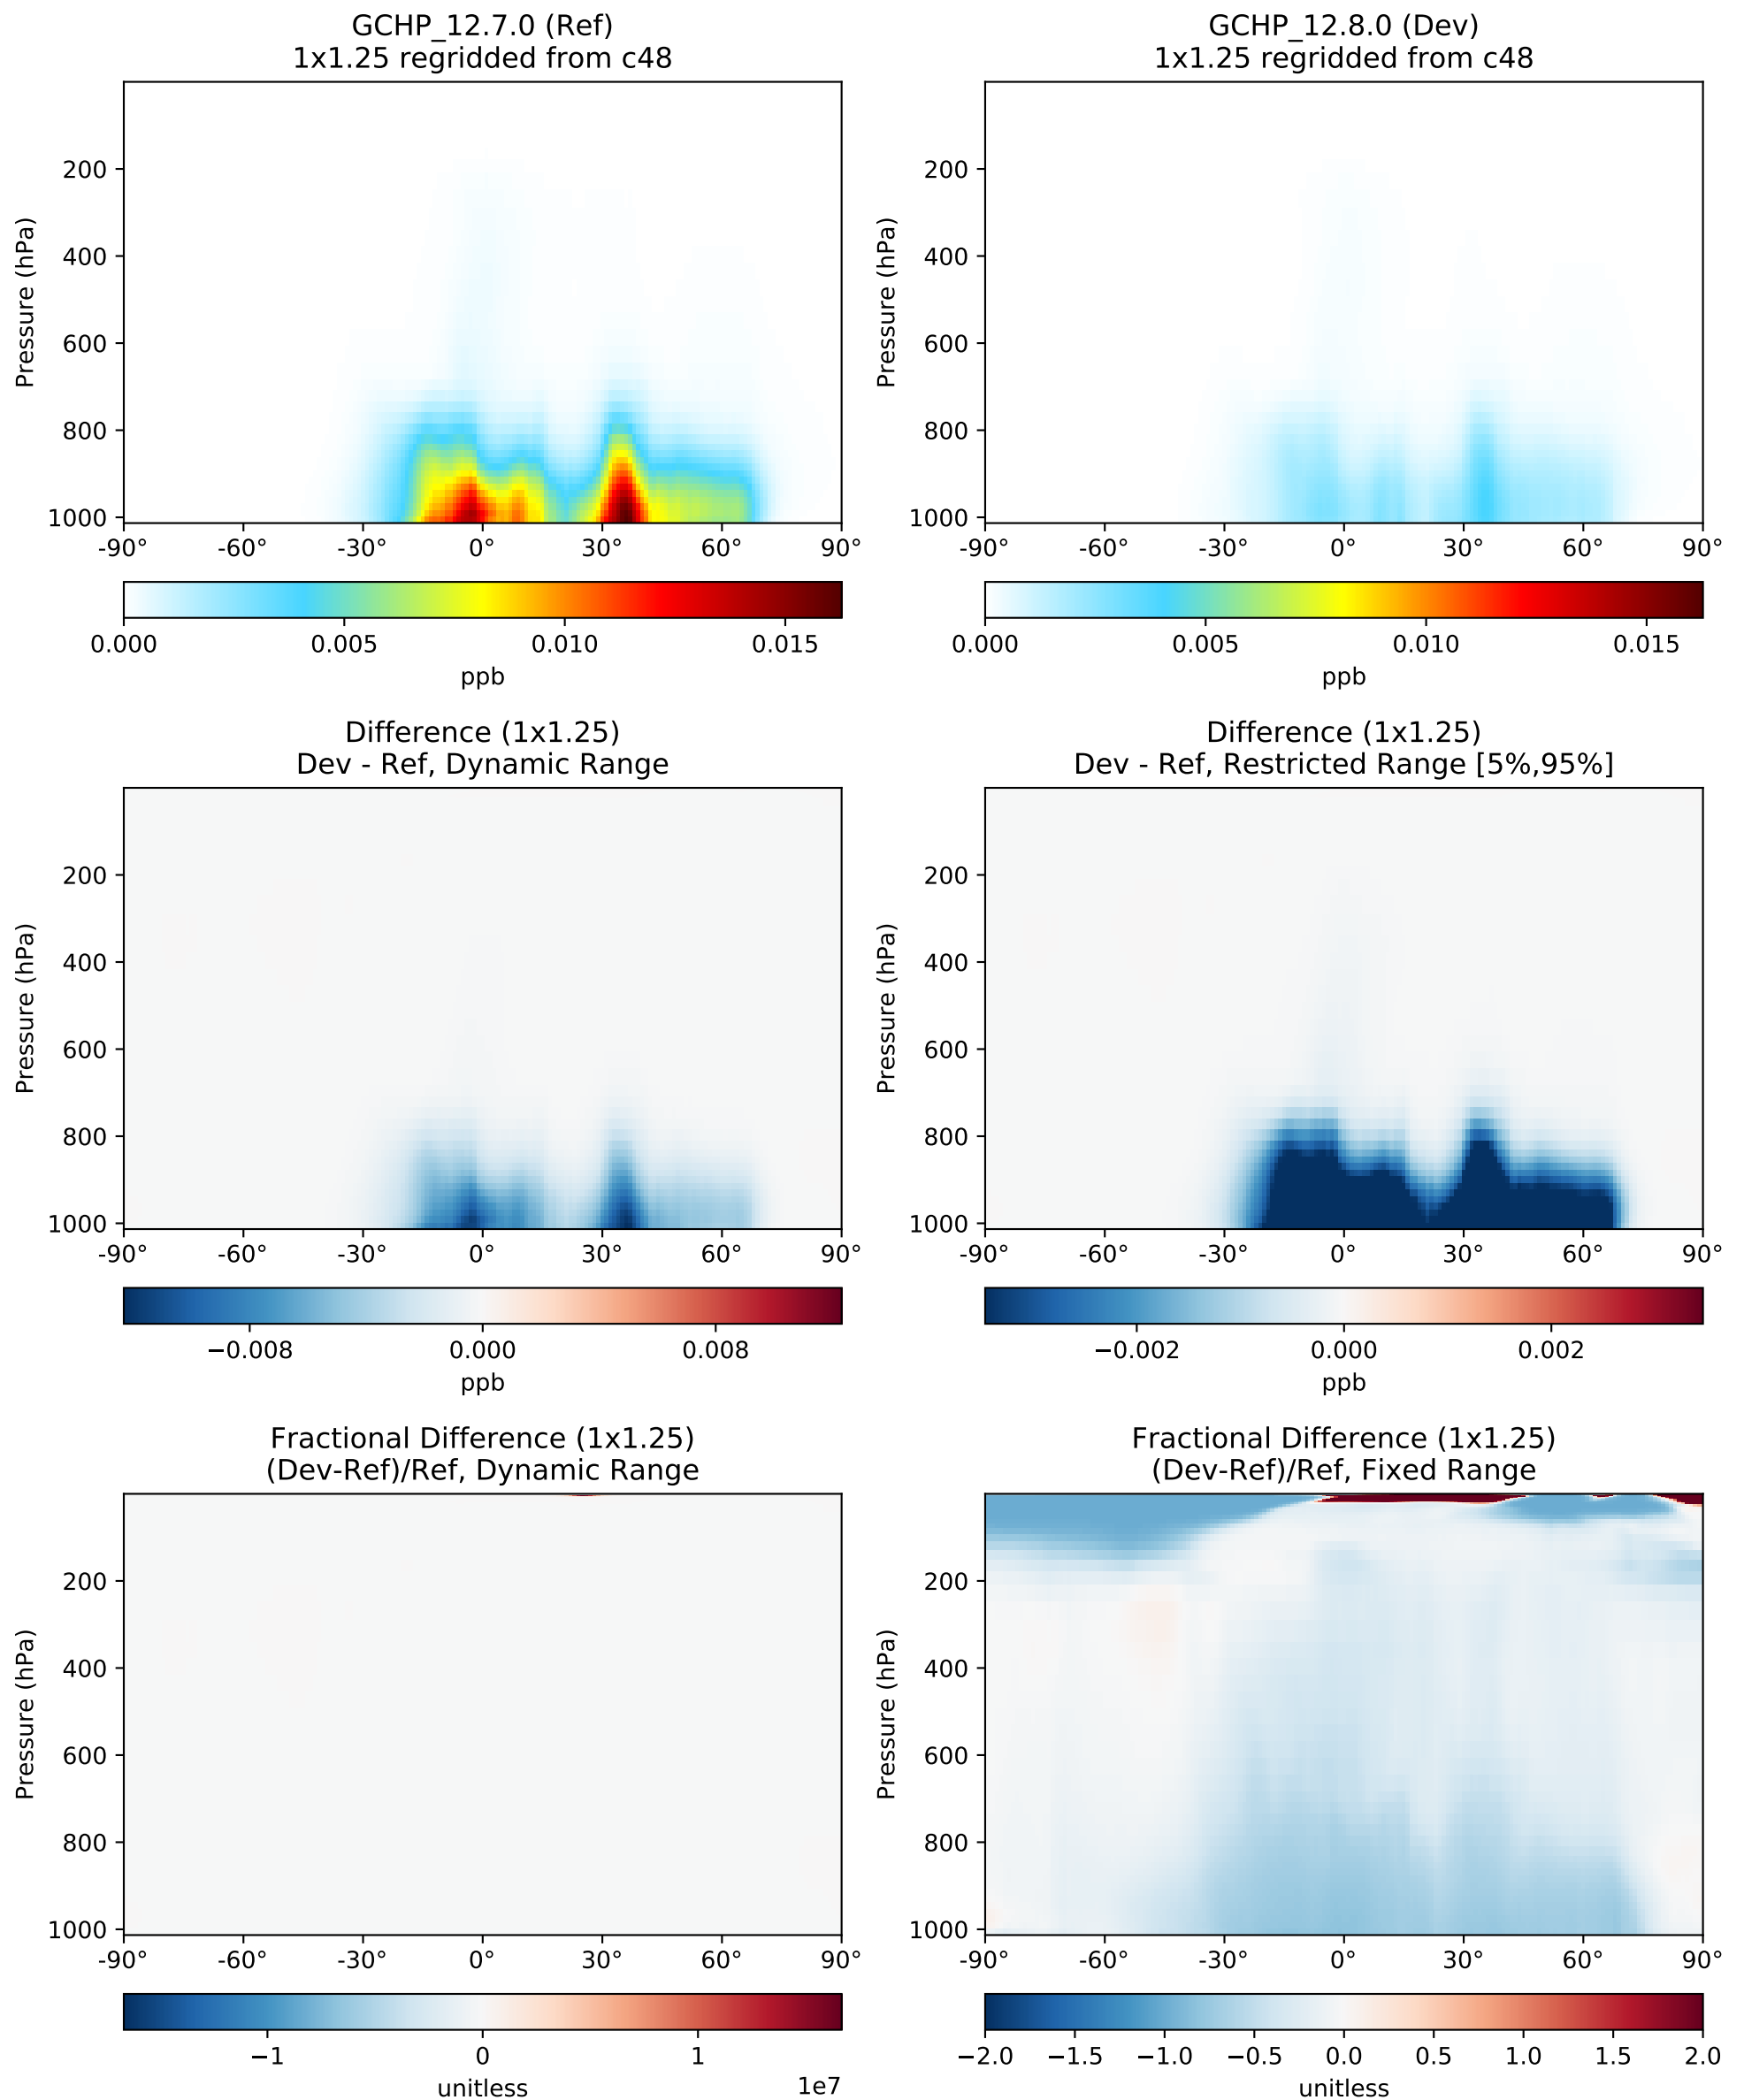 GCHP_12.7.0 (Ref)
1x1.25 regridded from c48
Pressure (hPa)
200
400
600
800
1000
-90° -60° -30° 0° 30° 60° 90°
0.000 0.005 0.010 0.015
ppb
GCHP_12.8.0 (Dev)
1x1.25 regridded from c48
Pressure (hPa)
200
400
600
800
1000
-90° -60° -30° 0° 30° 60° 90°
0.000 0.005 0.010 0.015
ppb
Difference (1x1.25)
Dev - Ref, Dynamic Range
Pressure (hPa)
200
400
600
800
1000
-90° -60° -30° 0° 30° 60° 90°
−0.008 0.000 0.008
ppb
Difference (1x1.25)
Dev - Ref, Restricted Range [5%,95%]
Pressure (hPa)
200
400
600
800
1000
-90° -60° -30° 0° 30° 60° 90°
−0.002 0.000 0.002
ppb
Fractional Difference (1x1.25)
(Dev-Ref)/Ref, Dynamic Range
Pressure (hPa)
200
400
600
800
1000
-90° -60° -30° 0° 30° 60° 90°
−1 0 1
unitless 1e7
Fractional Difference (1x1.25)
(Dev-Ref)/Ref, Fixed Range
Pressure (hPa)
200
400
600
800
1000
-90° -60° -30° 0° 30° 60° 90°
−2.0 −1.5 −1.0 −0.5 0.0 0.5 1.0 1.5 2.0
unitless